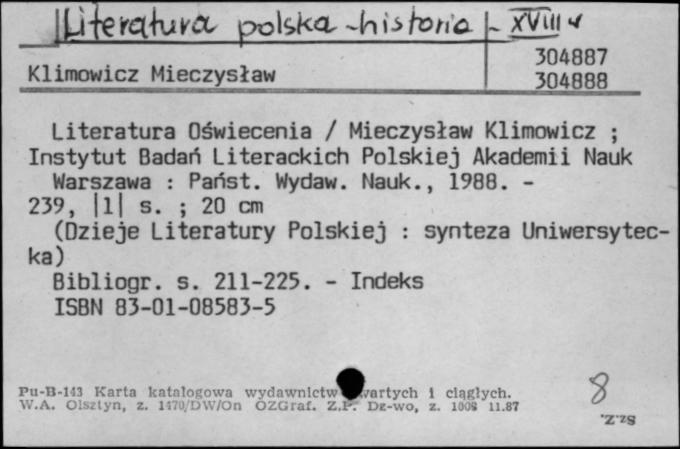 Literatura polska - historia - XVIII w
304887
Klimowicz Mieczysław
304888
Literatura Oświecenia / Mieczysław Klimowicz ;
Instytut Badań Literackich Polskiej Akademii Nauk
Warszawa : Państ. Wydaw. Nauk., 1988. -
239, |1| s. ; 20 cm
(Dzieje Literatury Polskiej : synteza Uniwersytec-
ka)
Bibliogr. s. 211-225. - Indeks
ISBN 83-01-08583-5
Pu-B-143 Karta katalogowa wydawnictw wartych i ciągłych.
W.A. Olsztyn, z. 1470/DW/On OZGraf. Z.P. Dz-wo, z. 1008 11.87
8
Sz.Z.